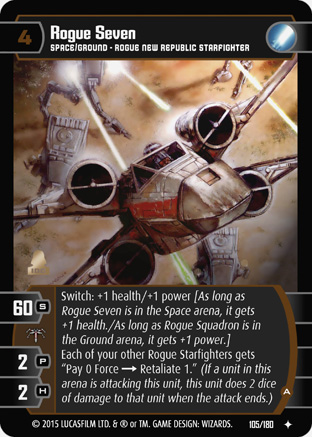 4
Rogue Seven
SPACE/GROUND - ROGUE NEW REPUBLIC STARFIGHTER
60 S
2 P
2 H
Switch: +1 health/+1 power [As long as
Rogue Seven is in the Space arena, it gets
+1 health./As long as Rogue Squadron is in
the Ground arena, it gets +1 power.]
Each of your other Rogue Starfighters gets
“Pay 0 Force → Retaliate 1.” (If a unit in this
arena is attacking this unit, this unit does 2 dice
of damage to that unit when the attack ends.)
A
© 2015 LUCASFILM LTD. & ® or TM. GAME DESIGN: WIZARDS.
105/180